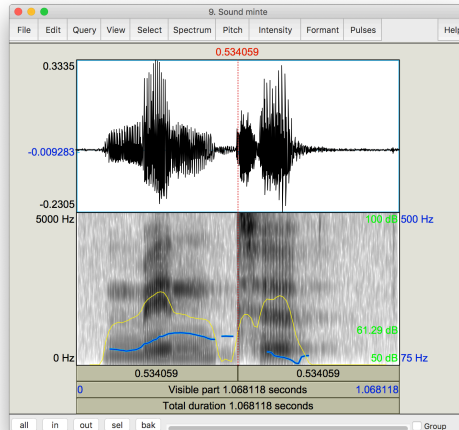 9. Sound minte
File Edit Query View Select Spectrum Pitch Intensity Formant Pulses Help
0.534059
0.3335
-0.009283
-0.2305
5000 Hz 100 dB 500 Hz
61.29 dB
0 Hz 50 dB 75 Hz
0.534059 0.534059
0 Visible part 1.068118 seconds 1.068118
Total duration 1.068118 seconds
all in out sel bak Group